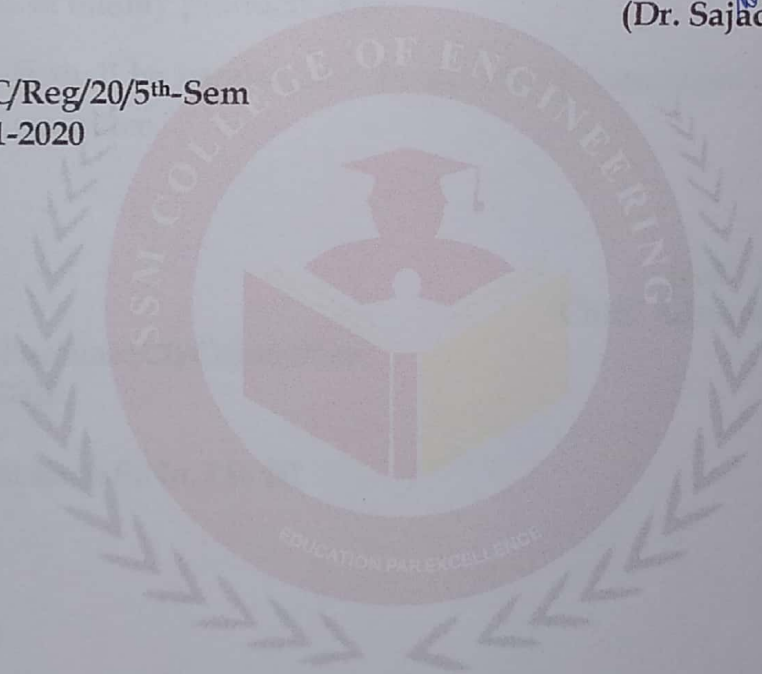 (Dr. Sajad
C/Reg/20/5th-Sem
1-2020
SSM COLLEGE OF ENGINEERING
EDUCATION PAR EXCELLENCE